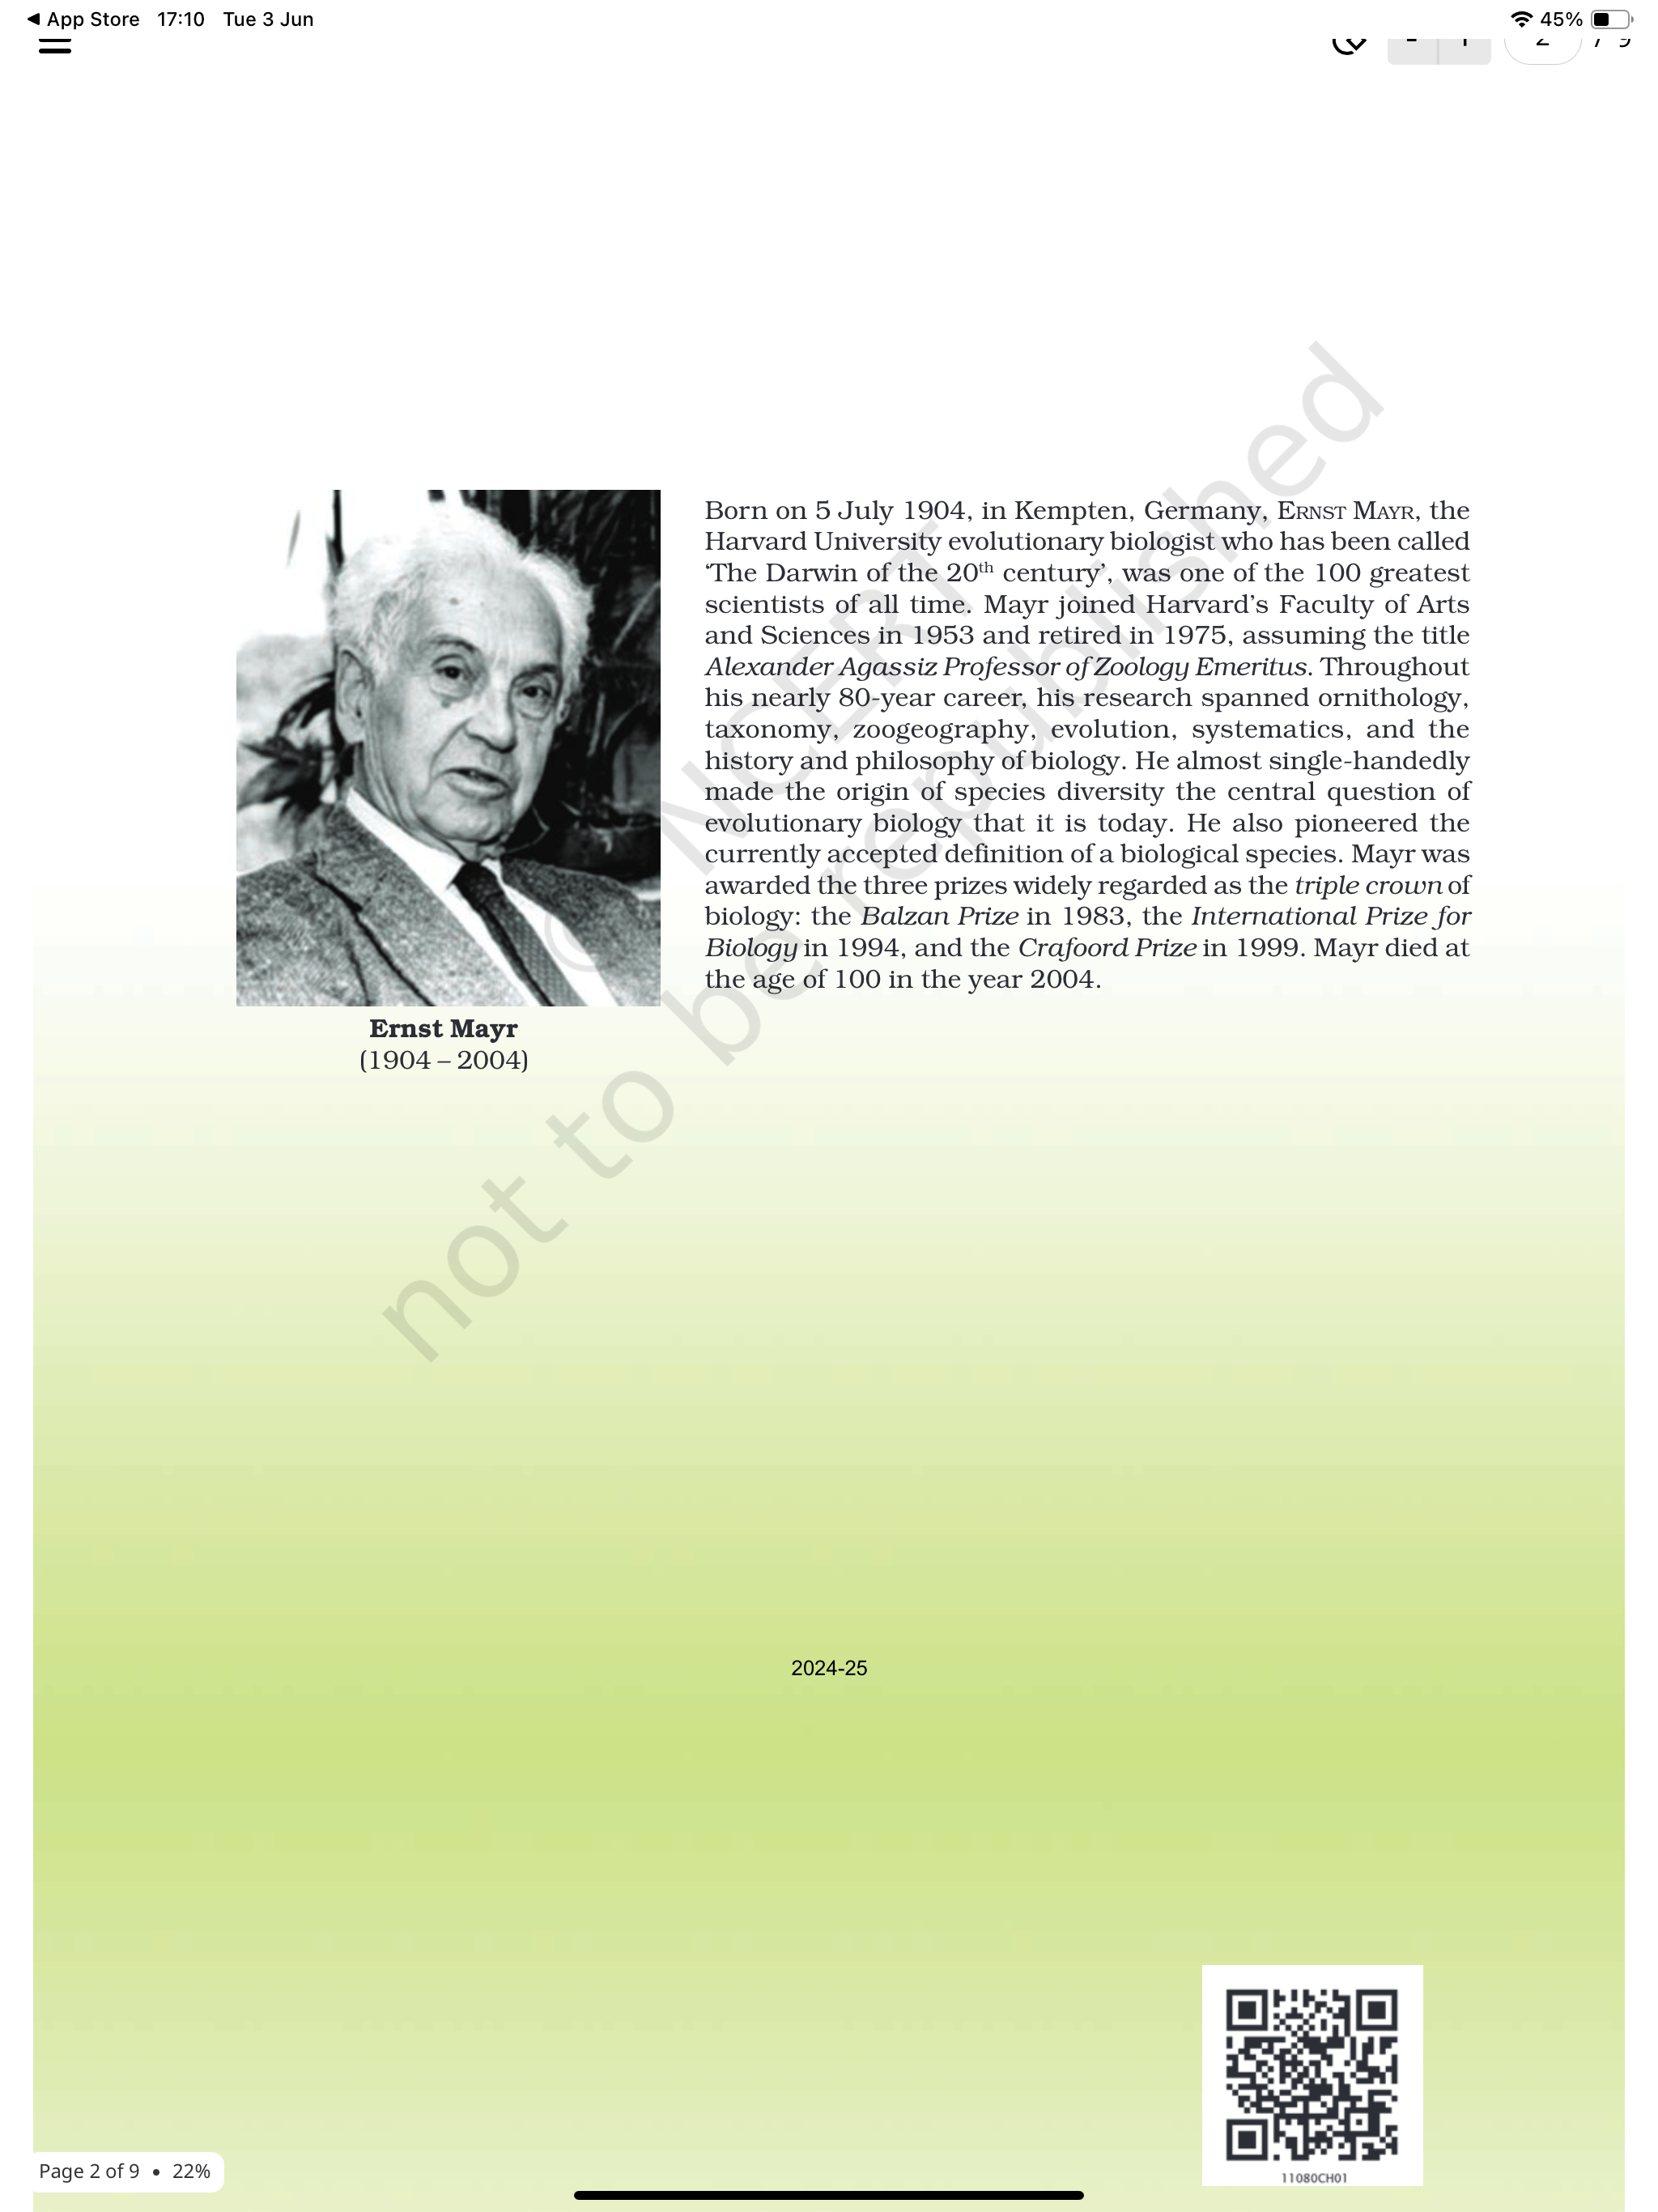 App Store 17:10 Tue 3 Jun 45%
2 / 9
Born on 5 July 1904, in Kempten, Germany, ERNST MAYR, the
Harvard University evolutionary biologist who has been called
‘The Darwin of the 20th century’, was one of the 100 greatest
scientists of all time. Mayr joined Harvard’s Faculty of Arts
and Sciences in 1953 and retired in 1975, assuming the title
Alexander Agassiz Professor of Zoology Emeritus. Throughout
his nearly 80-year career, his research spanned ornithology,
taxonomy, zoogeography, evolution, systematics, and the
history and philosophy of biology. He almost single-handedly
made the origin of species diversity the central question of
evolutionary biology that it is today. He also pioneered the
currently accepted definition of a biological species. Mayr was
awarded the three prizes widely regarded as the triple crown of
biology: the Balzan Prize in 1983, the International Prize for
Biology in 1994, and the Crafoord Prize in 1999. Mayr died at
the age of 100 in the year 2004.
Ernst Mayr
(1904 – 2004)
© NCERT
not to be republished
2024-25
11080CH01
Page 2 of 9 • 22%